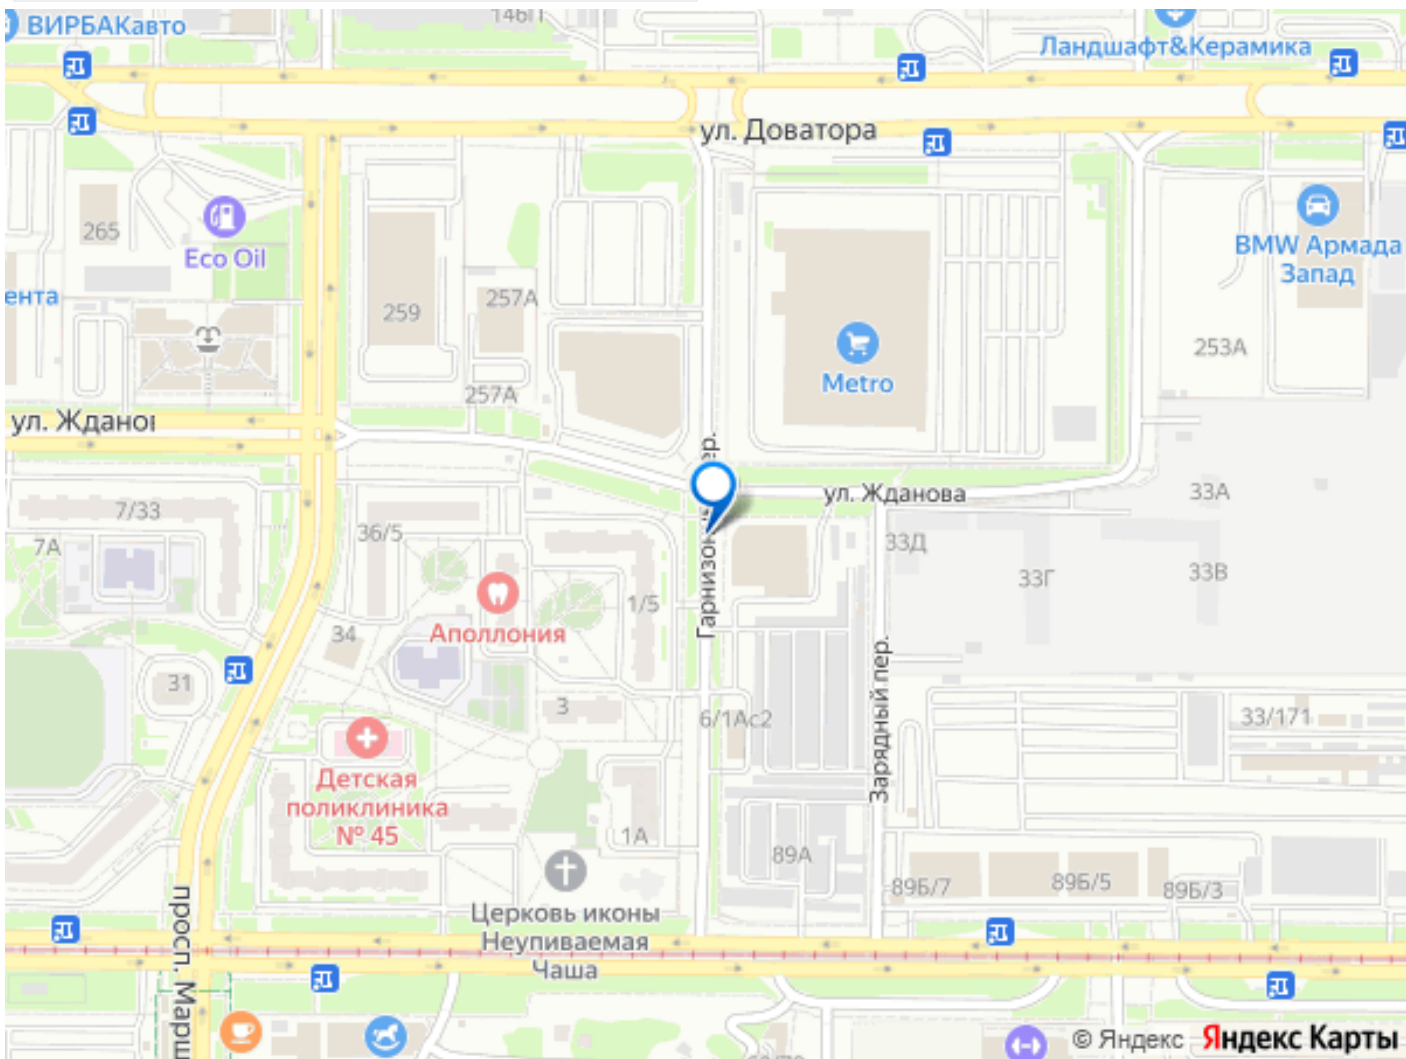 146П
ВИРБАКавто
Ландшафт&Керамика
ул. Доватора
265
Eco Oil
BMW Армада
Запад
257А
259
ента
253А
Metro
257А
ул. Жданов
ул. Жданова
33А
7/33
36/5
33Д
7А
33Г
33В
1/5
Гарнизон
ер.
34
Аполлония
31
3
6/1Ас2
Зарядный пер.
33/171
Детская
поликлиника
№ 45
1А
89А
89Б/7
89Б/5
89Б/3
Церковь иконы
Неупиваемая
Чаша
просп. Марш
© Яндекс
Яндекс Карты